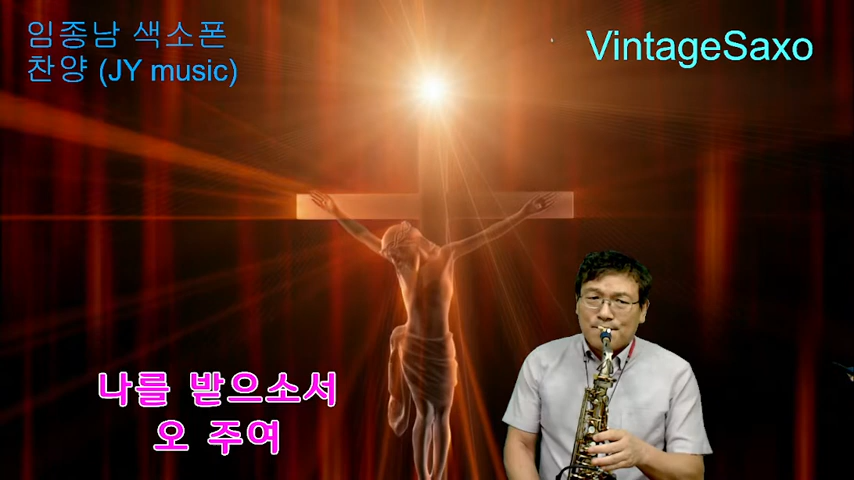 임종남 색소폰
찬양 (JY music)
VintageSaxo
나를 받으소서
오 주여